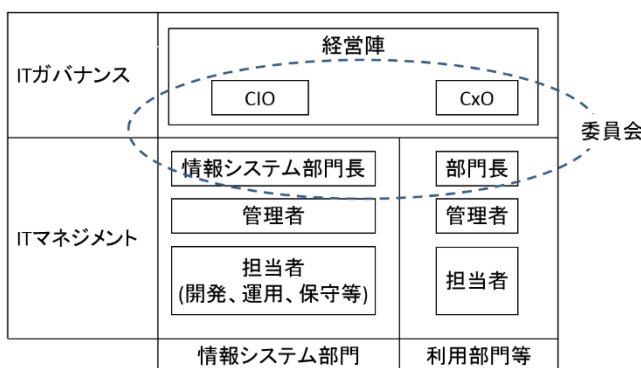 ITガバナンス
経営陣
CIO
CxO
委員会
ITマネジメント
情報システム部門長
部門長
管理者
管理者
担当者
(開発、運用、保守等)
担当者
情報システム部門
利用部門等